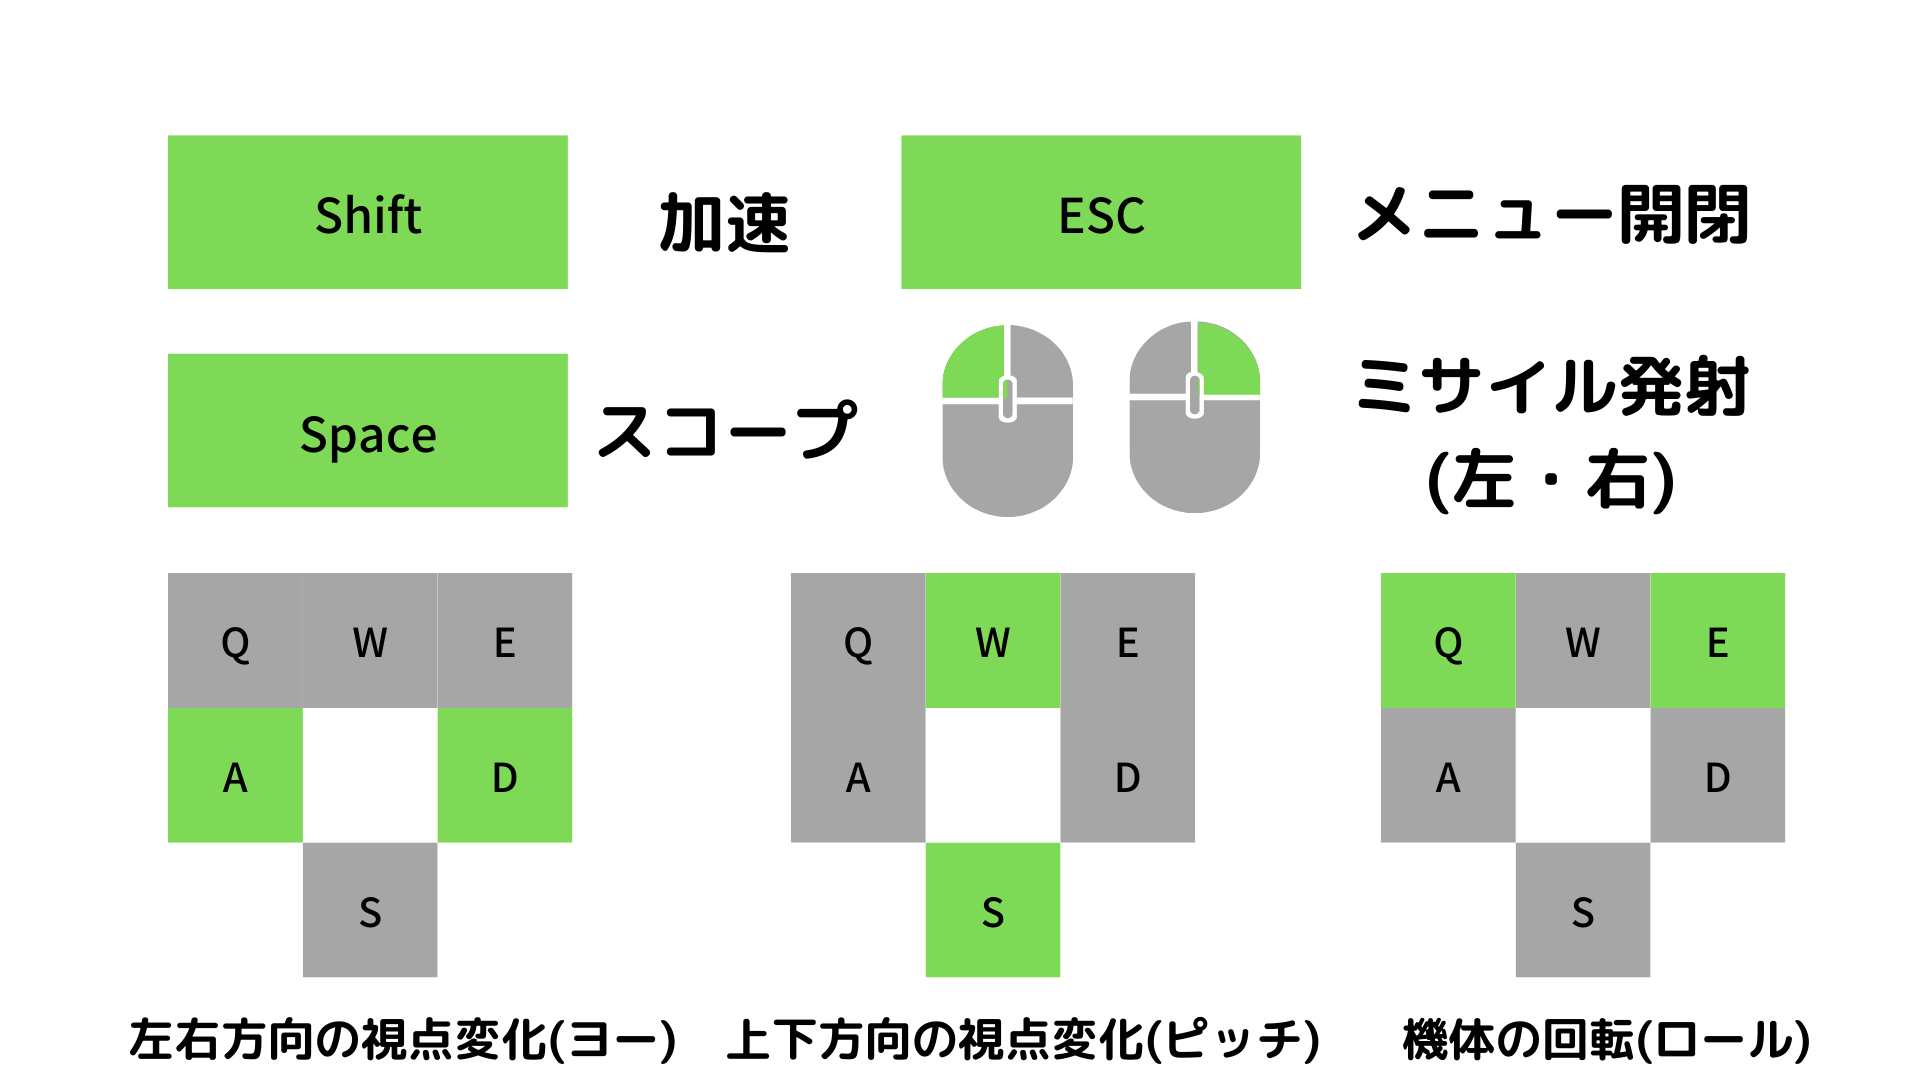 Shift
加速
ESC
メニュー開閉
Space
スコープ
ミサイル発射
(左・右)
Q W E
A D
S
左右方向の視点変化(ヨー)
Q W E
A D
S
上下方向の視点変化(ピッチ)
Q W E
A D
S
機体の回転(ロール)